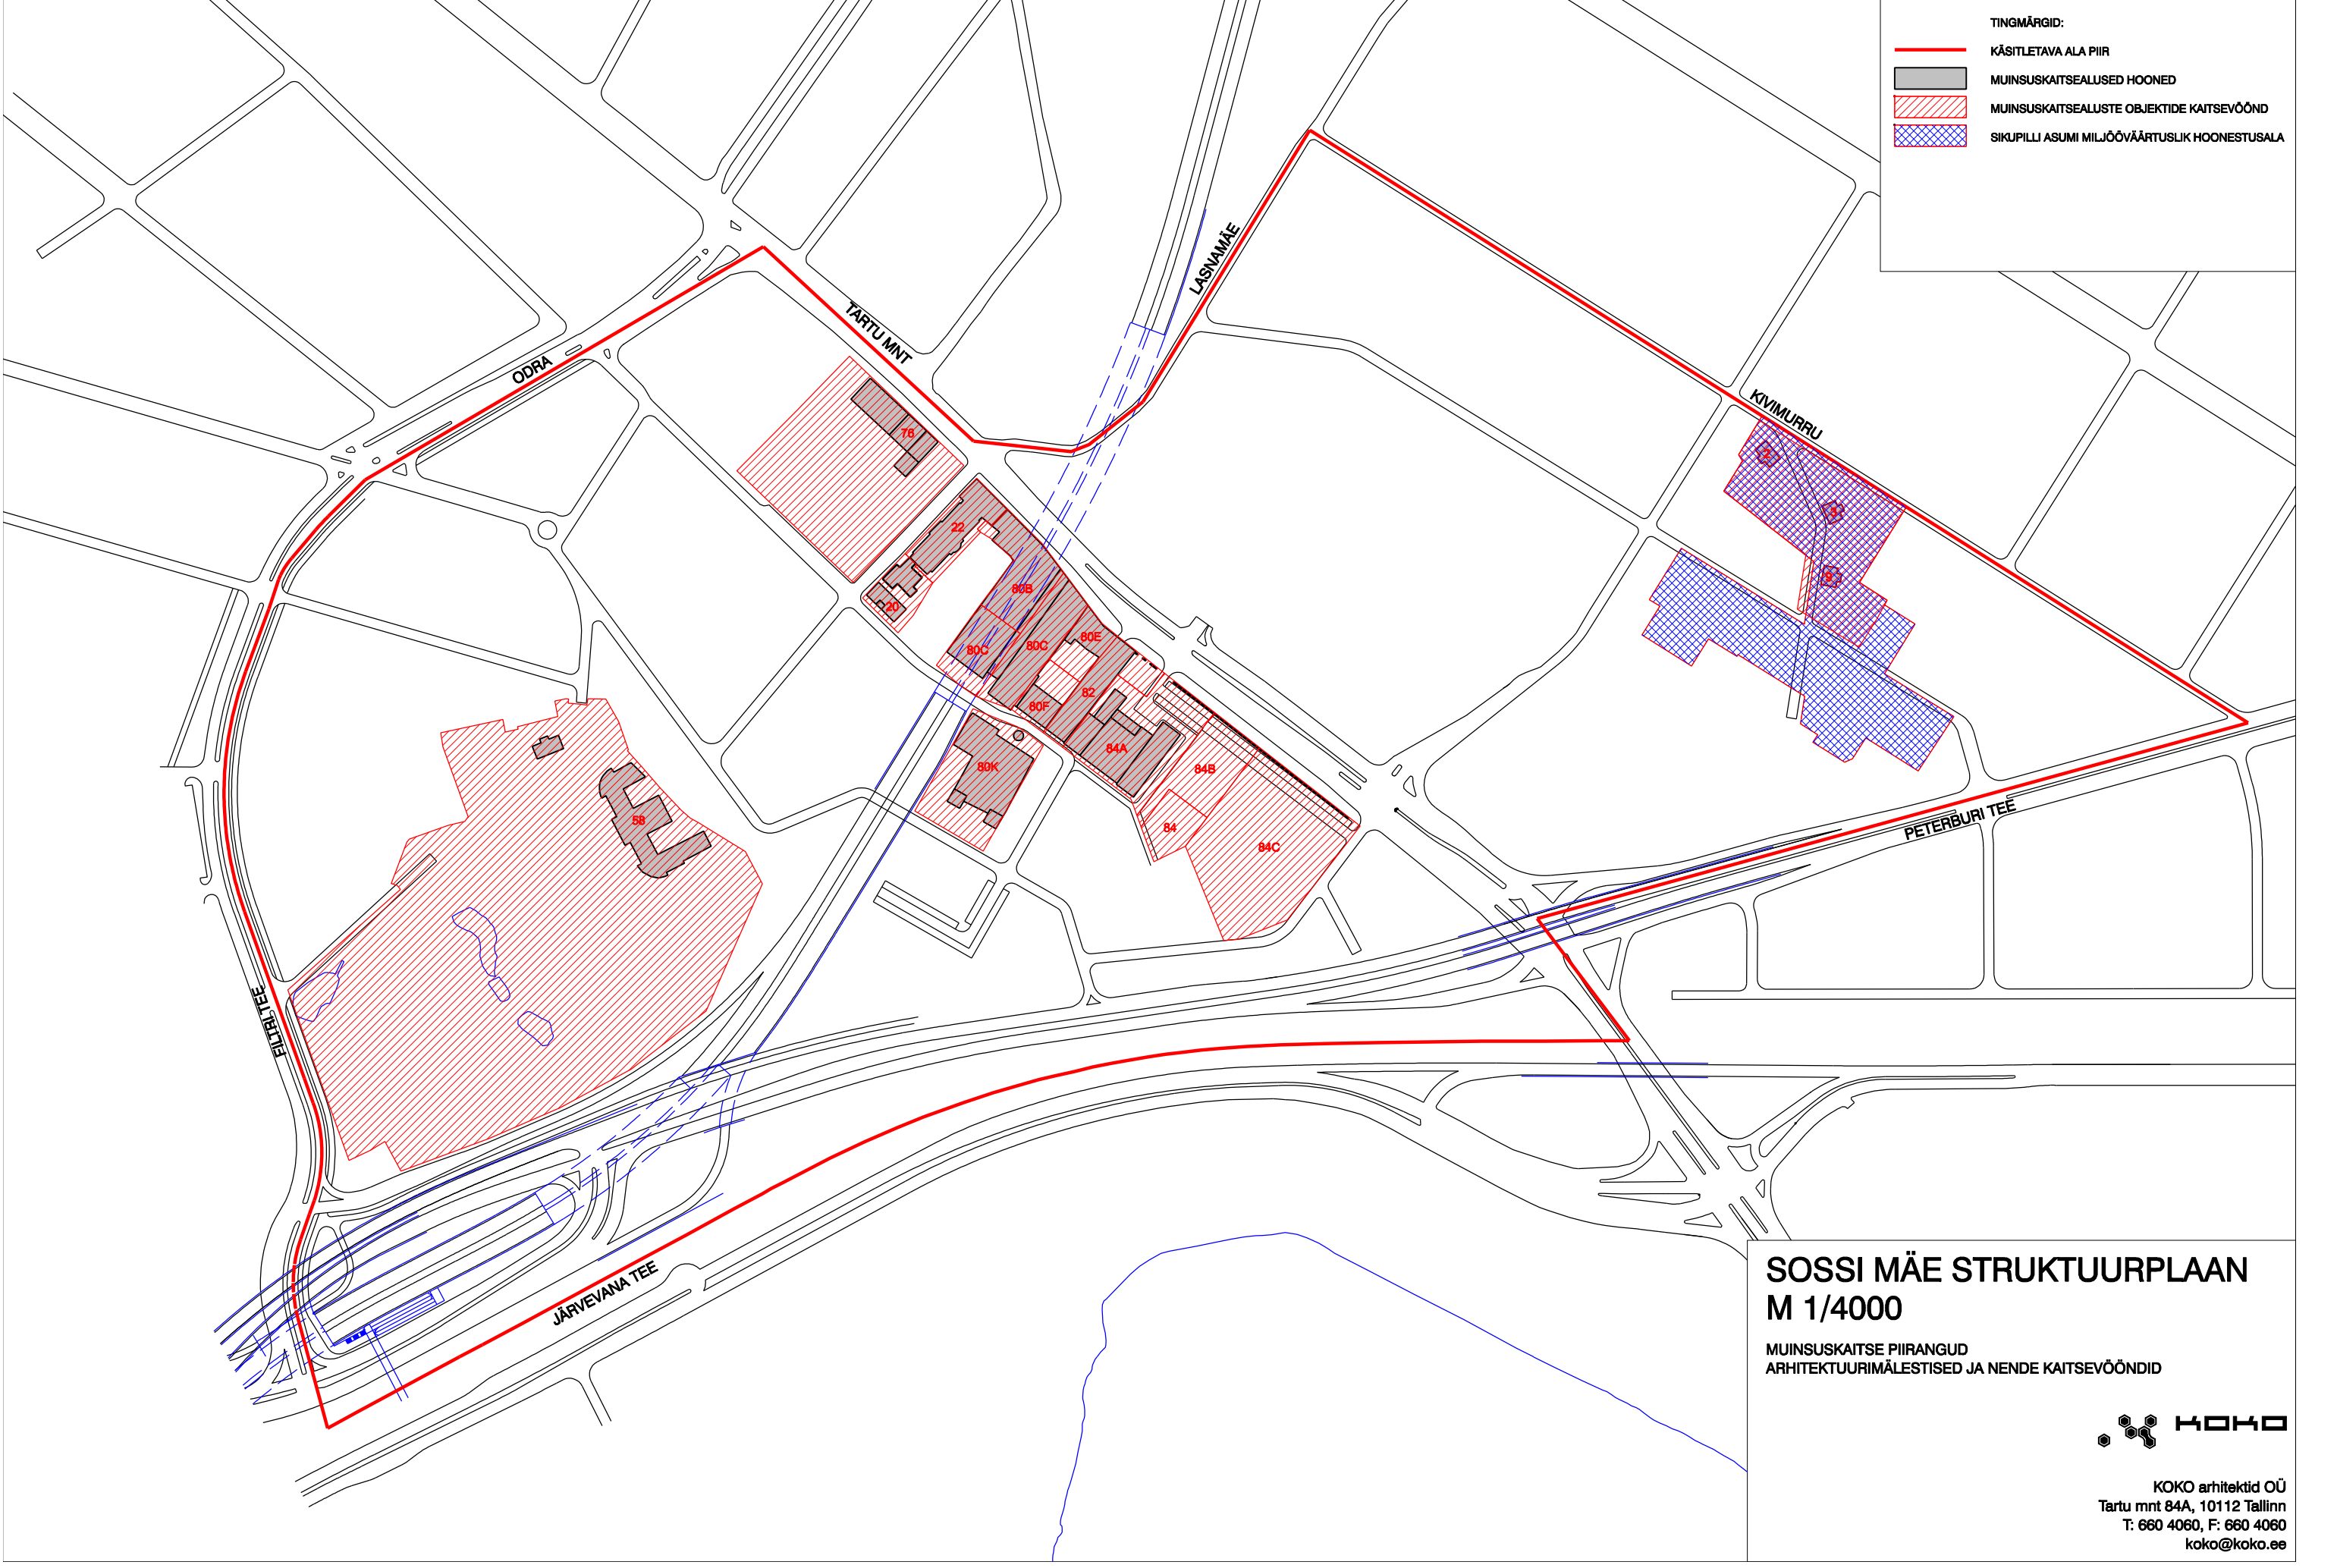 TINGMÄRGID:
KÄSITLETAVA ALA PIIR
MUINSUSKAITSEALUSED HOONED
MUINSUSKAITSEALUSTE OBJEKTIDE KAITSEVÖÖND
SIKUPILLI ASUMI MILJÖÖVÄÄRTUSLIK HOONESTUSALA
LASNAMÄE
TARTU MNT
ODRA
KIVIMURRU
76
2
22
80B
20
9
80C
80C
80E
82
80F
84A
80K
84B
58
84
84C
PETERBURI TEE
FILTRI TEE
JÄRVEVANA TEE
SOSSI MÄE STRUKTUURPLAAN
M 1/4000
MUINSUSKAITSE PIIRANGUD
ARHITEKTUURIMÄLESTISED JA NENDE KAITSEVÖÖNDID
KOKO
KOKO arhitektid OÜ
Tartu mnt 84A, 10112 Tallinn
T: 660 4060, F: 660 4060
koko@koko.ee